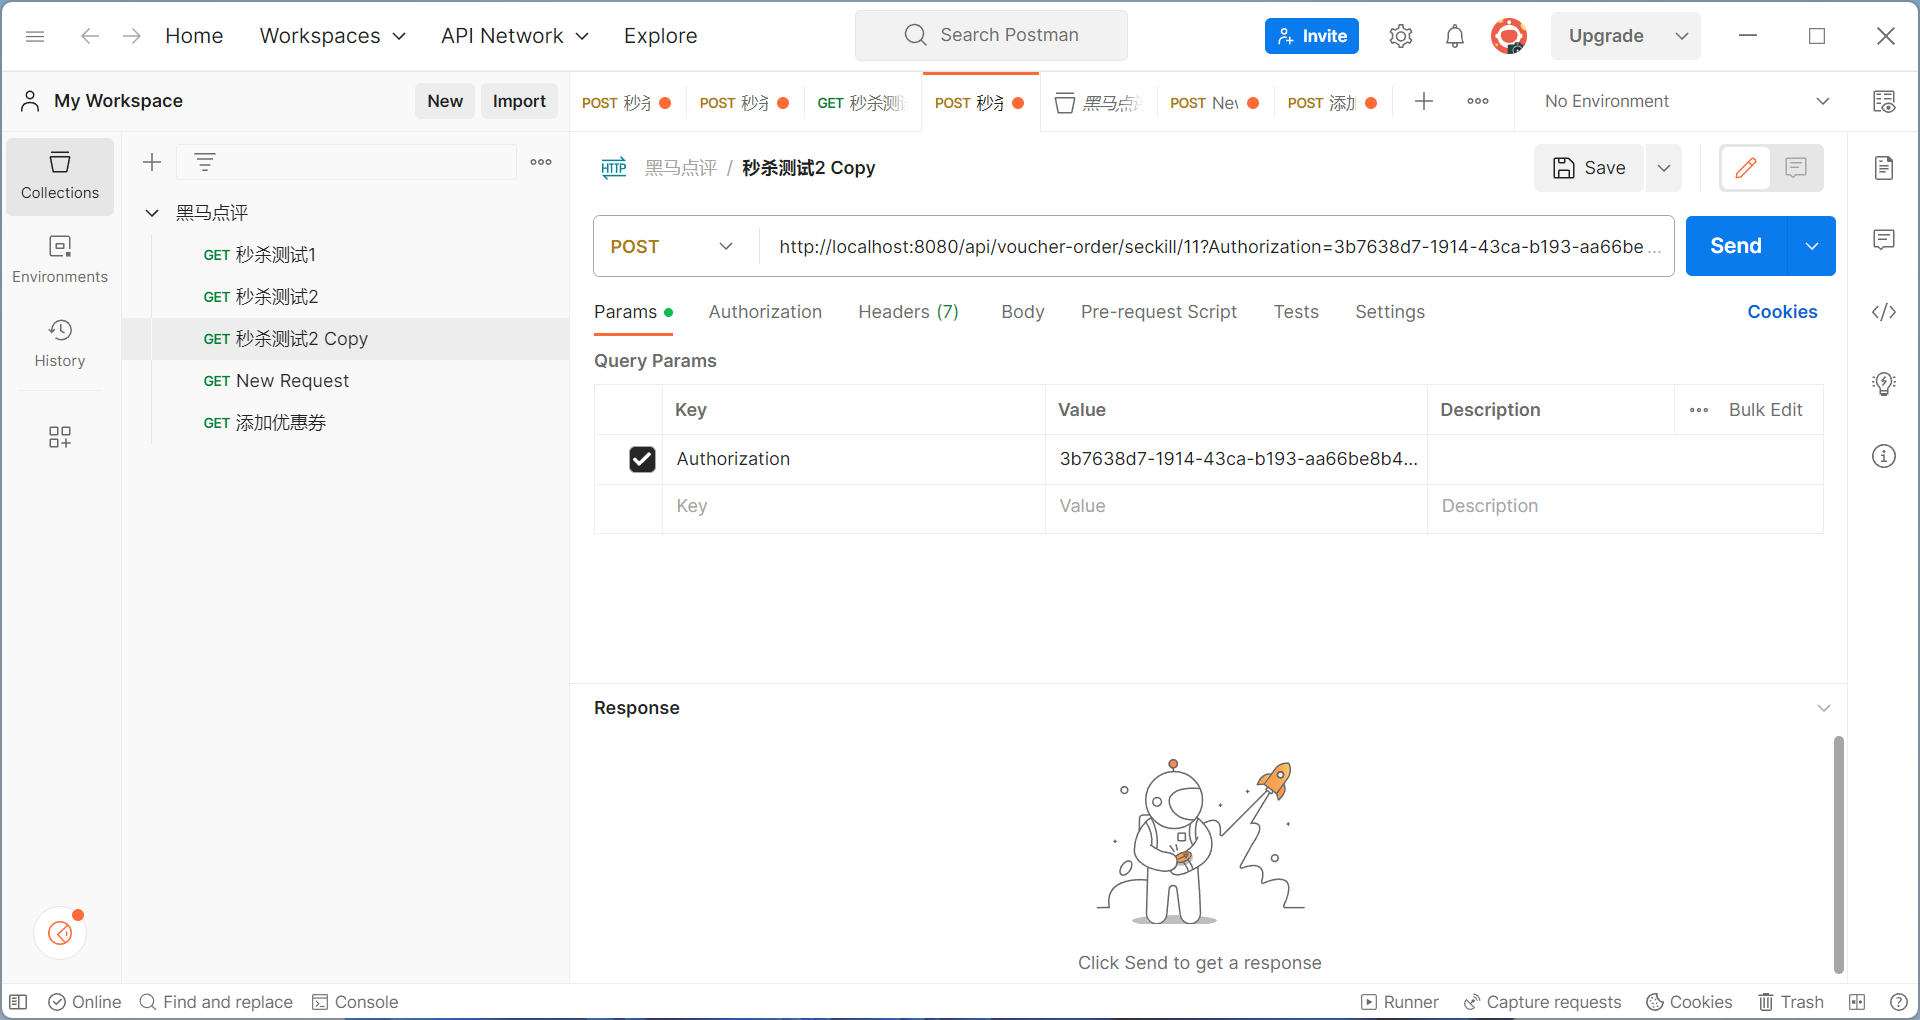 Home Workspaces API Network Explore Search Postman Invite Upgrade
My Workspace New Import POST 秒杀 POST 秒杀 GET 秒杀测试 POST 秒杀 黑马点评 POST New POST 添加 No Environment
Collections
Environments
History
黑马点评
GET 秒杀测试1
GET 秒杀测试2
GET 秒杀测试2 Copy
GET New Request
GET 添加优惠券
HTTP 黑马点评 / 秒杀测试2 Copy Save
POST http://localhost:8080/api/voucher-order/seckill/11?Authorization=3b7638d7-1914-43ca-b193-aa66be ... Send
Params Authorization Headers (7) Body Pre-request Script Tests Settings Cookies
Query Params
Key Value Description Bulk Edit
Authorization 3b7638d7-1914-43ca-b193-aa66be8b4...
Key Value Description
Response
Click Send to get a response
Online Find and replace Console Runner Capture requests Cookies Trash